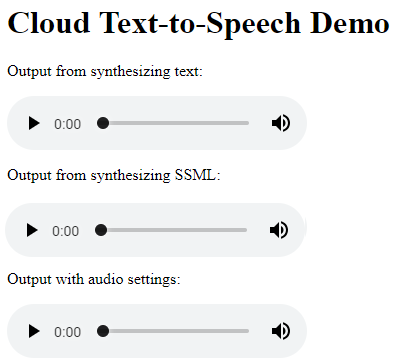 Cloud Text-to-Speech Demo
Output from synthesizing text:
0:00
Output from synthesizing SSML:
0:00
Output with audio settings:
0:00